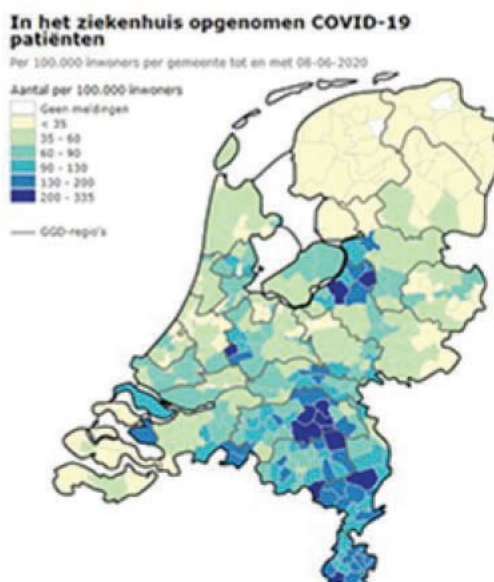 In het ziekenhuis opgenomen COVID-19
patiënten
Per 100.000 inwoners per gemeente tot en met 08-06-2020
Aantal per 100.000 inwoners
Geen meldingen
< 35
35 - 60
60 - 90
90 - 130
130 - 200
200 - 335
GGD-regio's